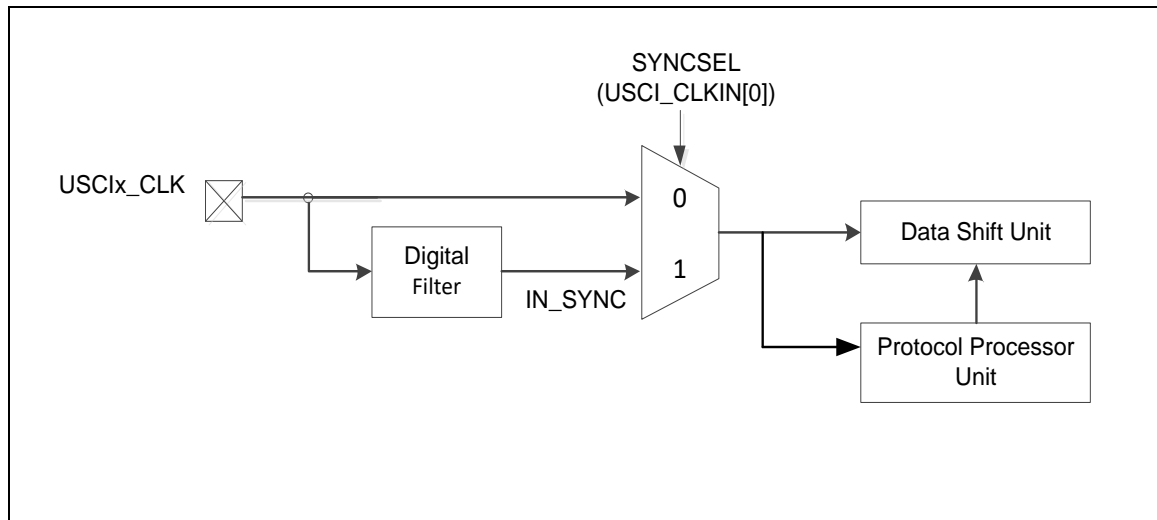 SYNCSEL
(USCI_CLKIN[0])
USCIx_CLK
0
Data Shift Unit
Digital
Filter
1
IN_SYNC
Protocol Processor
Unit